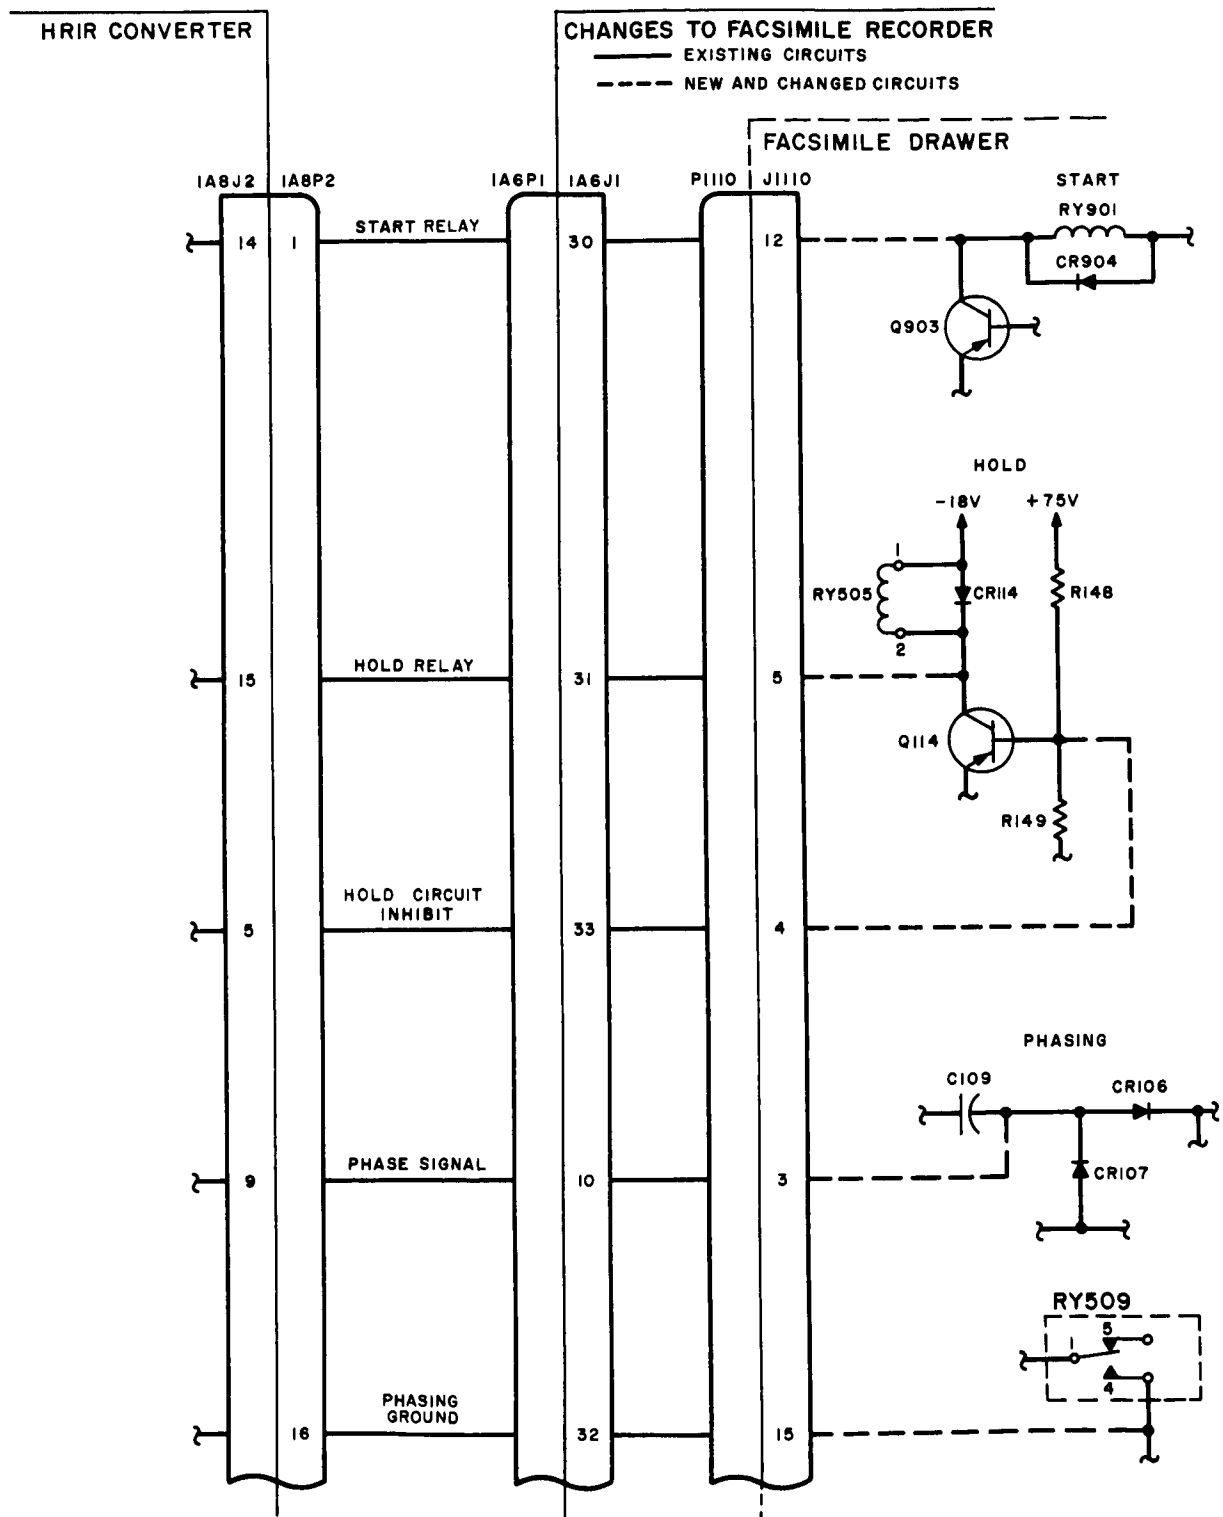 HRIR CONVERTER
CHANGES TO FACSIMILE RECORDER
EXISTING CIRCUITS
NEW AND CHANGED CIRCUITS
FACSIMILE DRAWER
1A8J2 1A8P2
1A6P1 1A6J1
P1110 J1110
START
RY901
CR904
Q903
14 1 START RELAY 30 12
HOLD
-18V +75V
1
RY505 CR114 R148
2
15 HOLD RELAY 31 5
Q114
R149
HOLD CIRCUIT
INHIBIT
5 33 4
PHASING
C109 CR106
CR107
9 PHASE SIGNAL 10 3
RY509
5
1
4
PHASING
GROUND
16 32 15